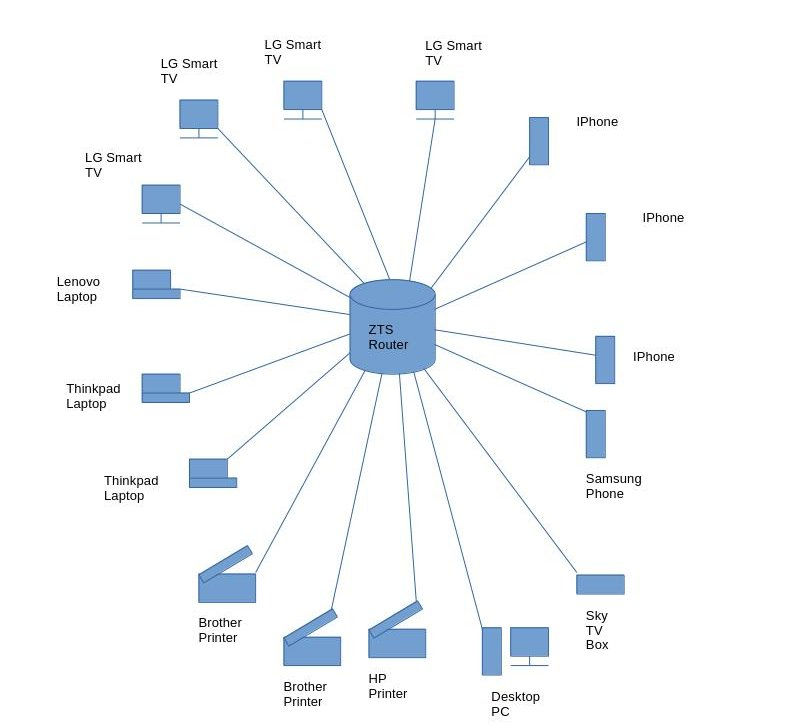 LG Smart
TV
LG Smart
TV
LG Smart
TV
IPhone
LG Smart
TV
IPhone
Lenovo
Laptop
ZTS
Router
IPhone
Thinkpad
Laptop
Thinkpad
Laptop
Samsung
Phone
Brother
Printer
Sky
TV
Box
Brother
Printer
HP
Printer
Desktop
PC